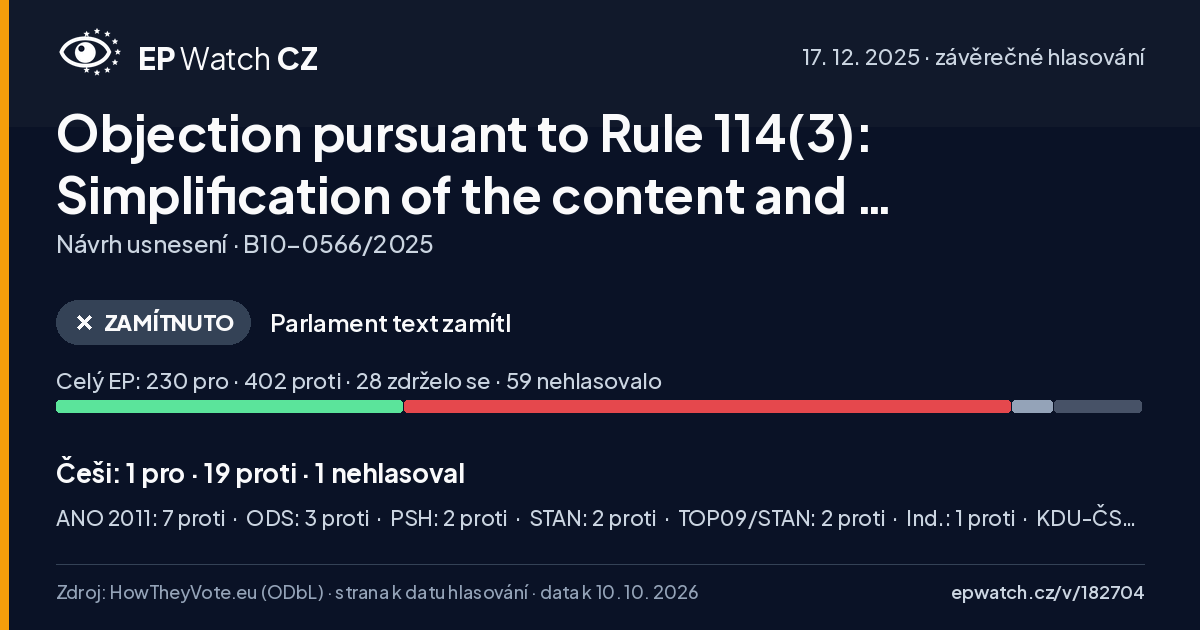 EP Watch CZ
17. 12. 2025 · závěrečné hlasování
Objection pursuant to Rule 114(3):
Simplification of the content and …
Návrh usnesení · B10–0566/2025
✕ ZAMÍTNUTO
Parlament text zamítl
Celý EP: 230 pro · 402 proti · 28 zdrželo se · 59 nehlasovalo
Češi: 1 pro · 19 proti · 1 nehlasoval
ANO 2011: 7 proti · ODS: 3 proti · PSH: 2 proti · STAN: 2 proti · TOP09/STAN: 2 proti · Ind.: 1 proti · KDU-ČS…
Zdroj: HowTheyVote.eu (ODbL) · strana k datu hlasování · data k 10. 10. 2026
epwatch.cz/v/182704